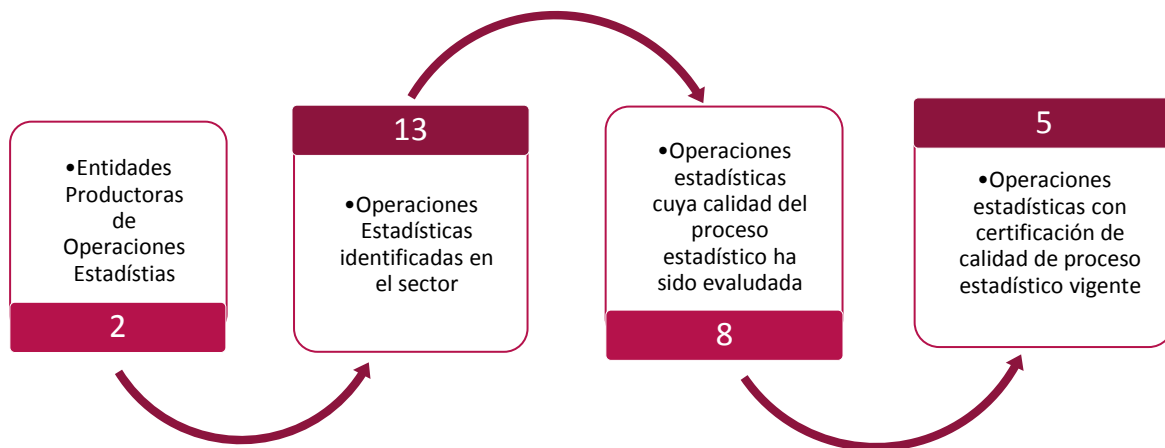 •Entidades
Productoras
de
Operaciones
Estadístias
2
13
•Operaciones
Estadísticas
identificadas en
el sector
•Operaciones
estadísticas
cuya calidad del
proceso
estadístico ha
sido evaludada
8
5
•Operaciones
estadísticas con
certificación de
calidad de proceso
estadístico vigente